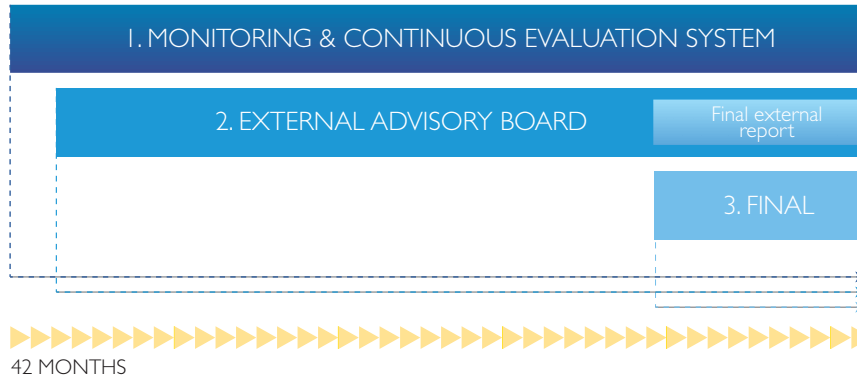 1. MONITORING & CONTINUOUS EVALUATION SYSTEM
2. EXTERNAL ADVISORY BOARD
Final external
report
3. FINAL
42 MONTHS